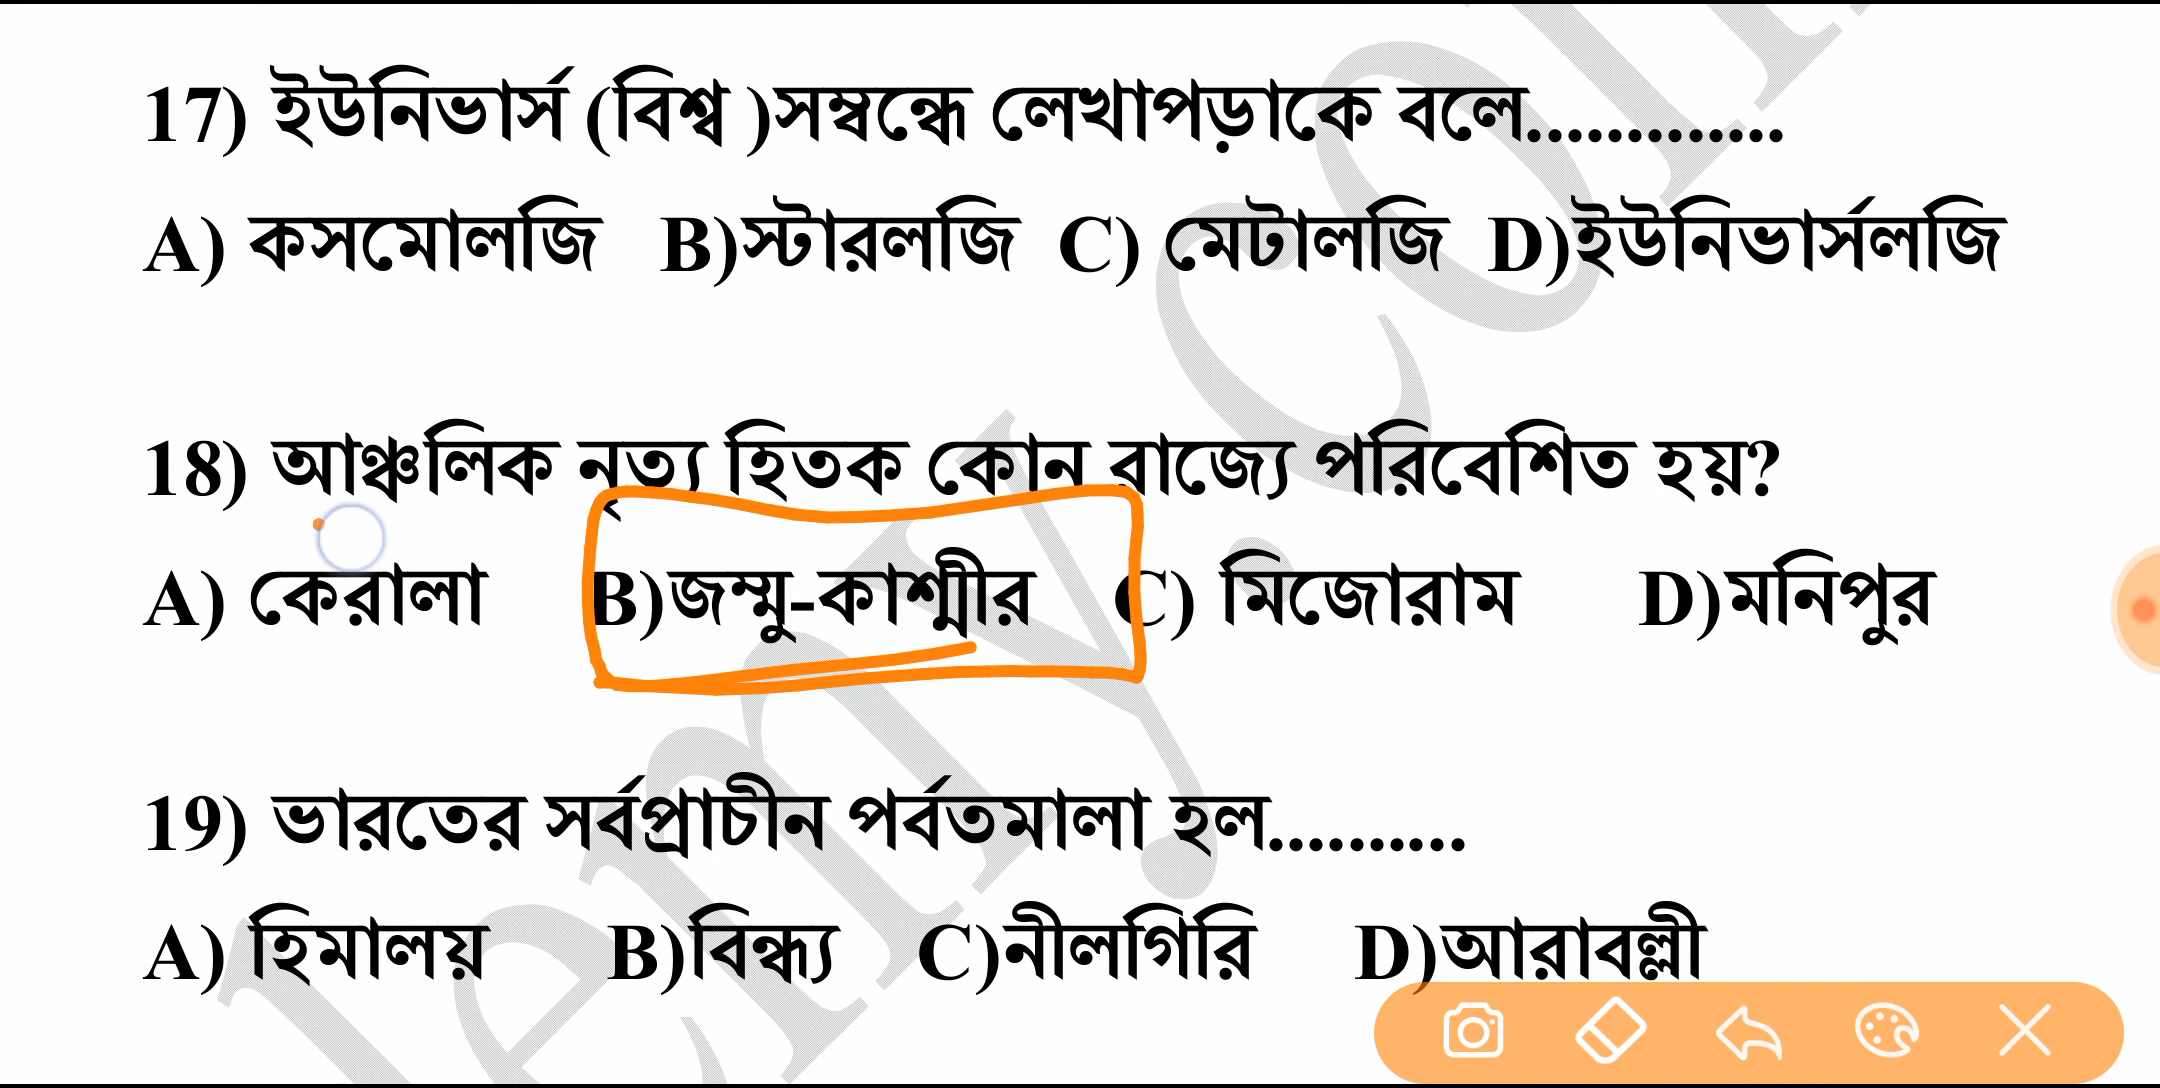 17) ইউনিভার্স (বিশ্ব )সম্বন্ধে লেখাপড়াকে বলে.............
A) কসমোলজি B)স্টারলজি C) মেটালজি D)ইউনিভার্সলজি
18) আঞ্চলিক নৃত্য হিতক কোন রাজ্যে পরিবেশিত হয়?
A) কেরালা B)জম্মু-কাশ্মীর C) মিজোরাম D)মনিপুর
19) ভারতের সর্বপ্রাচীন পর্বতমালা হল..........
A) হিমালয় B)বিন্ধ্য C)নীলগিরি D)আরাবল্লী